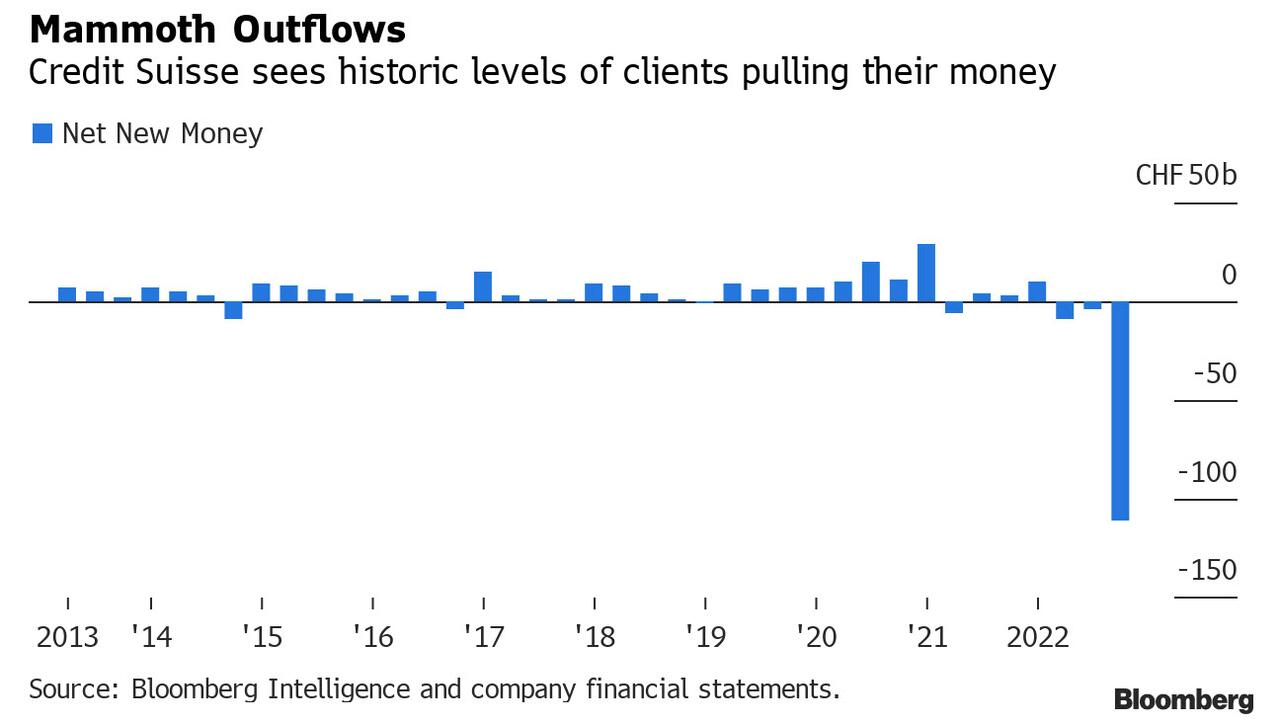 Mammoth Outflows
Credit Suisse sees historic levels of clients pulling their money
Net New Money
CHF 50b
0
-50
-100
-150
2013 '14 '15 '16 '17 '18 '19 '20 '21 2022
Source: Bloomberg Intelligence and company financial statements.
Bloomberg